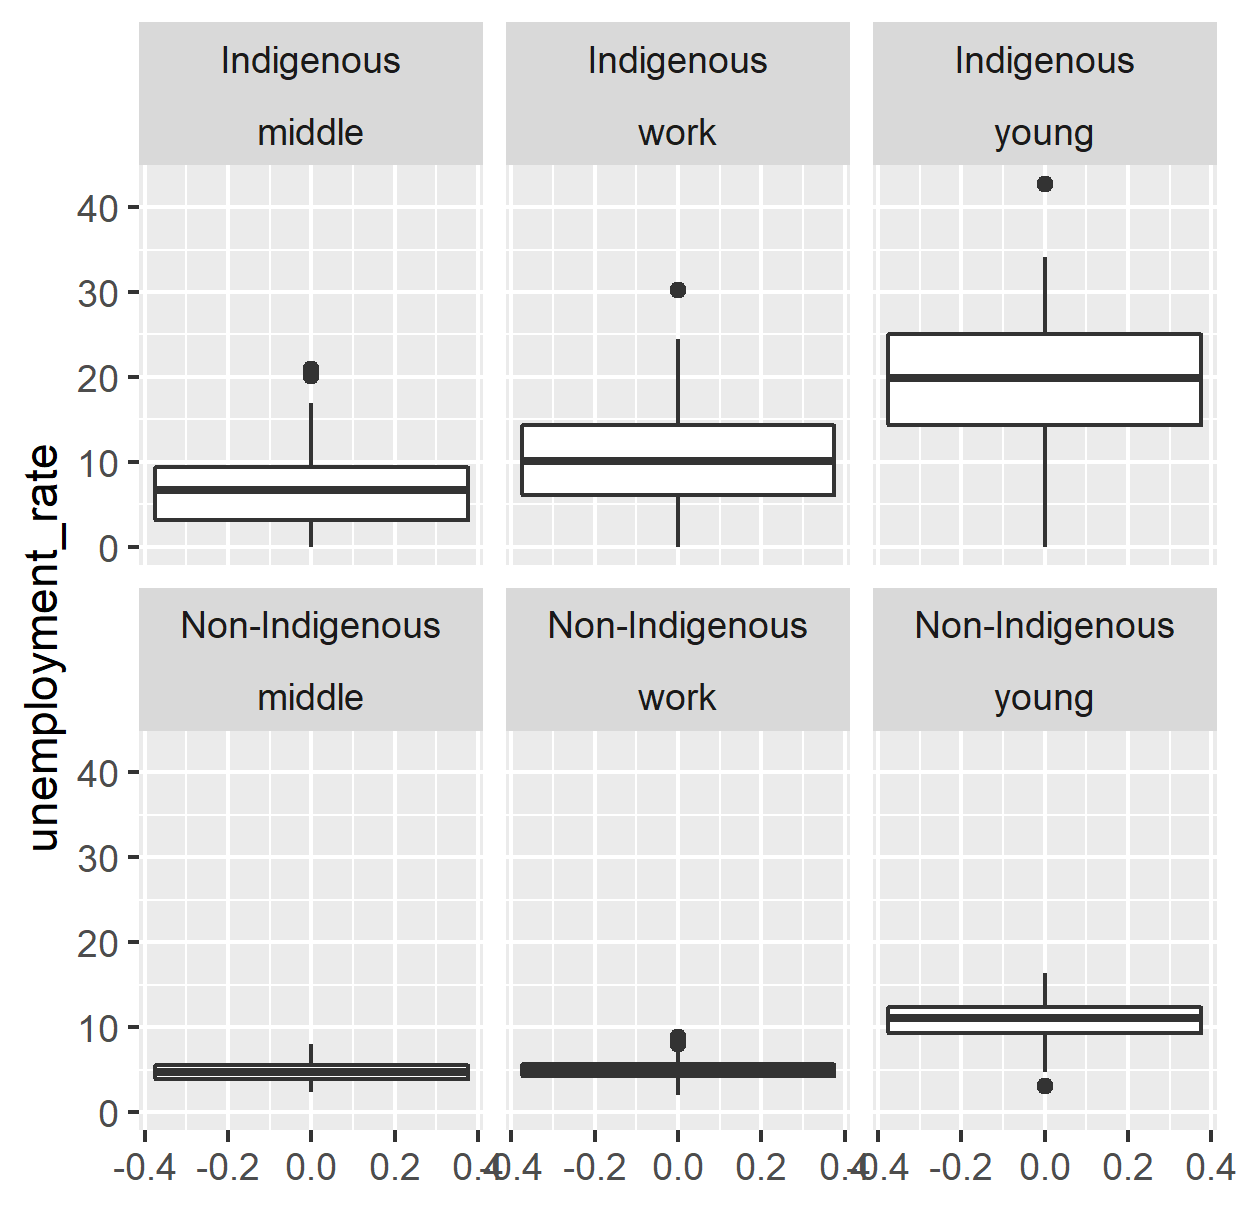 Indigenous Indigenous Indigenous
middle work young
40
30
20
10
0
unemployment_rate
Non-Indigenous Non-Indigenous Non-Indigenous
middle work young
40
30
20
10
0
-0.4 -0.2 0.0 0.2 0.4 -0.4 -0.2 0.0 0.2 0.4 -0.4 -0.2 0.0 0.2 0.4